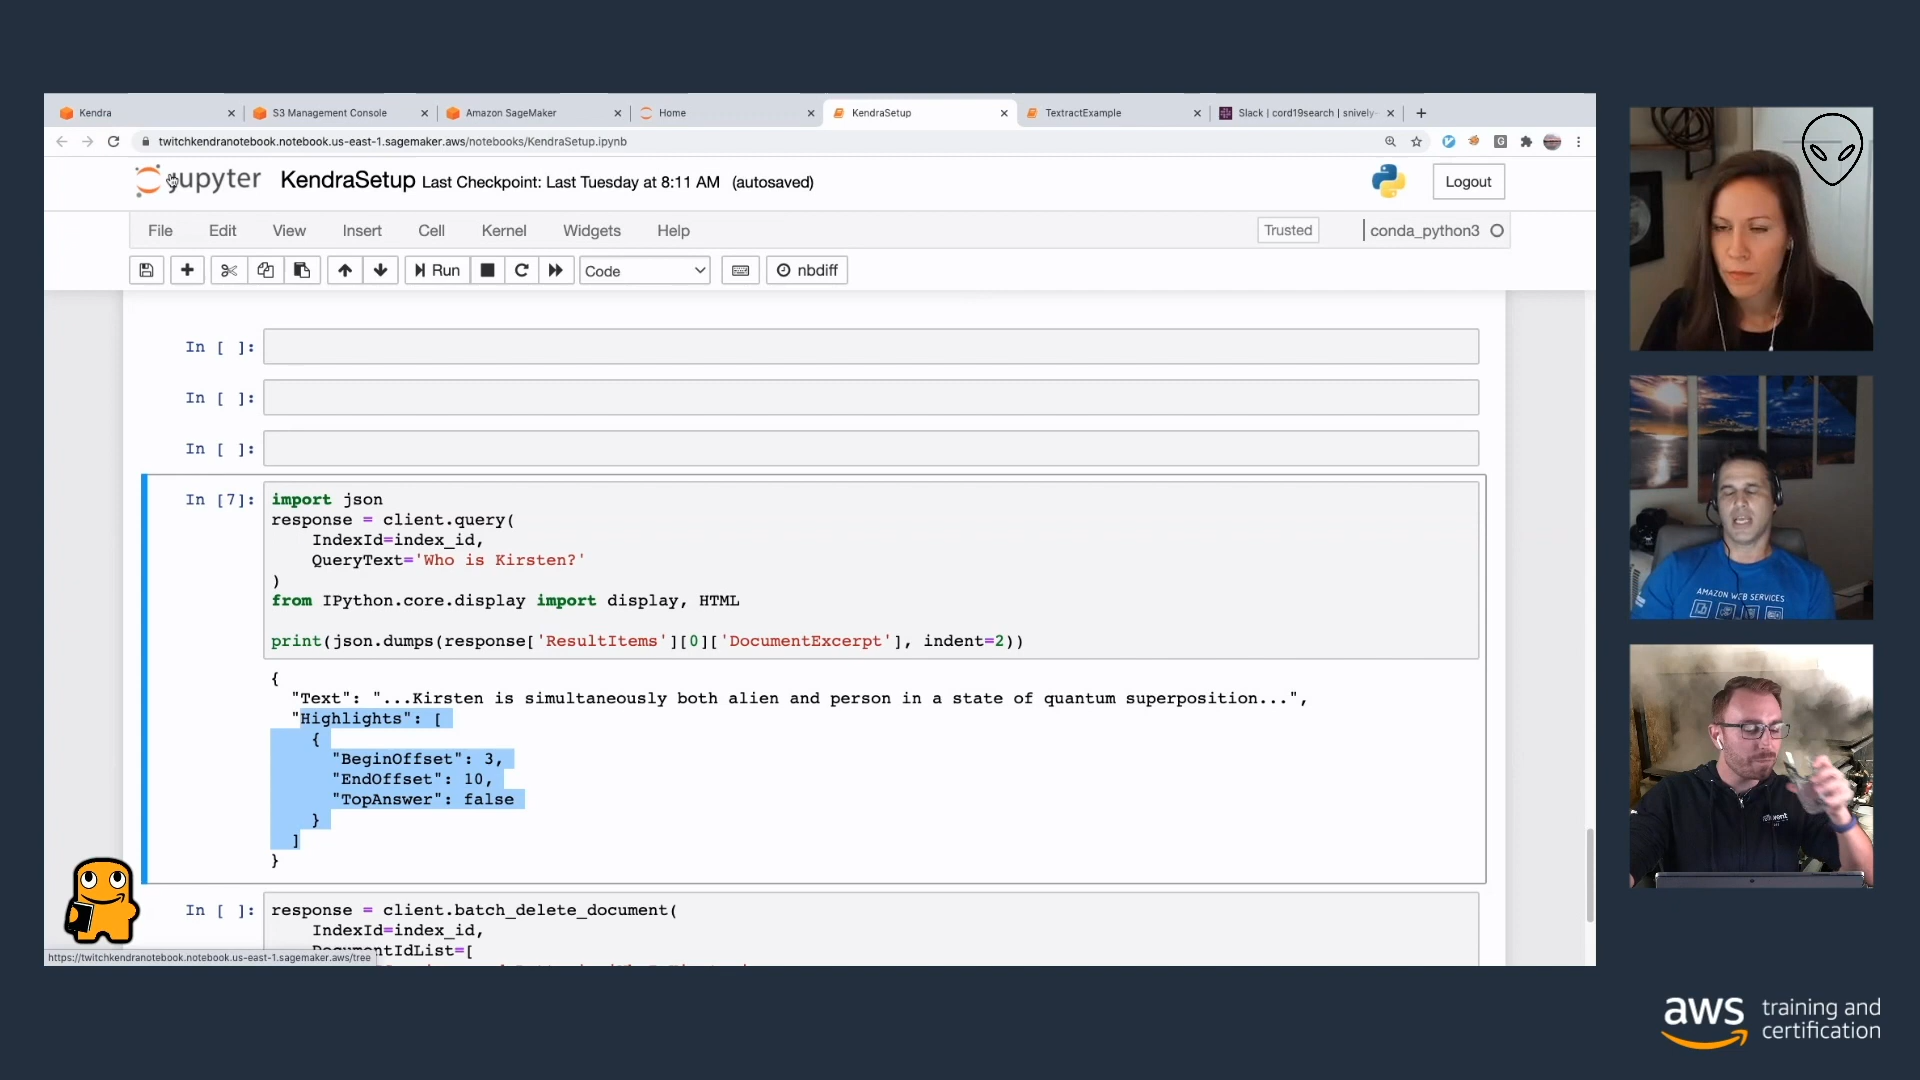 Kendra
S3 Management Console
Amazon SageMaker
Home
KendraSetup
TextractExample
Slack | cord19search | snively-
twitchkendranotebook.notebook.us-east-1.sagemaker.aws/notebooks/KendraSetup.ipynb
jupyter KendraSetup Last Checkpoint: Last Tuesday at 8:11 AM (autosaved)
Logout
File Edit View Insert Cell Kernel Widgets Help
Trusted
conda_python3
Run
Code
nbdiff
In [ ]:
In [ ]:
In [ ]:
In [7]:
import json
response = client.query(
IndexId=index_id,
QueryText='Who is Kirsten?'
)
from IPython.core.display import display, HTML
print(json.dumps(response['ResultItems'][0]['DocumentExcerpt'], indent=2))
{
"Text": "...Kirsten is simultaneously both alien and person in a state of quantum superposition...",
"Highlights": [
{
"BeginOffset": 3,
"EndOffset": 10,
"TopAnswer": false
}
]
}
In [ ]:
response = client.batch_delete_document(
IndexId=index_id,
DocumentIdList=[
https://twitchkendranotebook.notebook.us-east-1.sagemaker.aws/tree
AMAZON WEB SERVICES
aws training and
certification